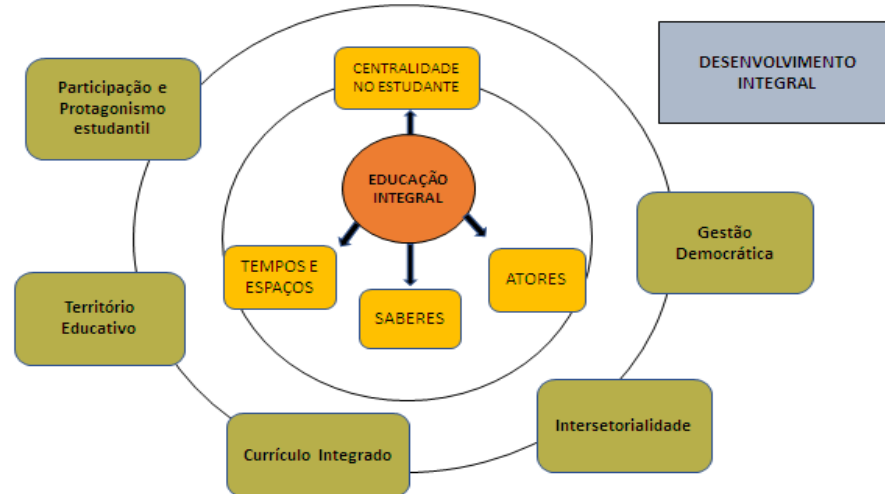 CENTRALIDADE
NO ESTUDANTE
DESENVOLVIMENTO
INTEGRAL
Participação e
Protagonismo
estudantil
EDUCAÇÃO
INTEGRAL
Gestão
Democrática
TEMPOS E
ESPAÇOS
ATORES
SABERES
Território
Educativo
Intersetorialidade
Currículo Integrado